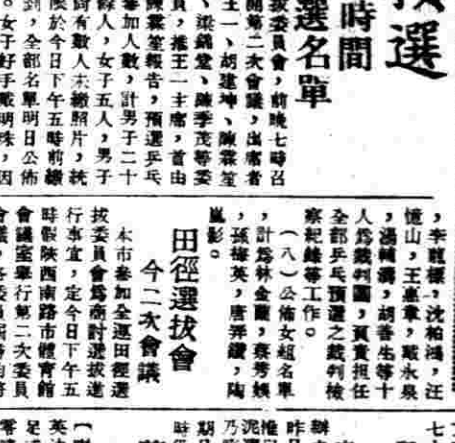 選
時間
選名單
拔委員會，前晚七時召
開第二次會議，出席者
王一、胡建坤、陳霖笙
、梁錦堂、陳季茂等委
員，推王一主席，首由
陳霖笙報告，預選乒乓
參加人數，計男子二十
餘人，女子五人，男子
尚有數人未繳照片，統
限於今日下午五時前繳
到，全部名單明日公佈
。女子好手戴明珠，因
，李龍標，沈柏鴻，汪
憶山，王惠章，戴永泉
，湯輔濤，胡善生等十
人為裁判團，負責担任
全部乒乓預選之裁判檢
察紀錄等工作。
（八）公佈女組名單
，計為林金蘭，蔡秀娛
，孫梅英，唐弄鑽，陶
嵐影。
田徑選拔會
今二次會議
本市參加全運田徑選
拔委員會為商討選拔進
行事宜，定今日下午五
時假陝西南路市體育館
會議室舉行第二次委員